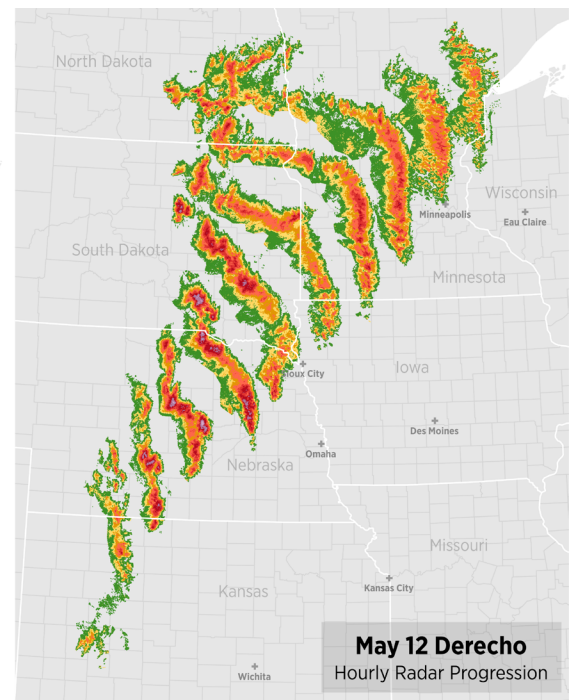 North Dakota
Wisconsin
Minneapolis
Eau Claire
South Dakota
Minnesota
Iowa
Sioux City
Des Moines
Omaha
Nebraska
Missouri
Kansas
Kansas City
May 12 Derecho
Hourly Radar Progression
Wichita